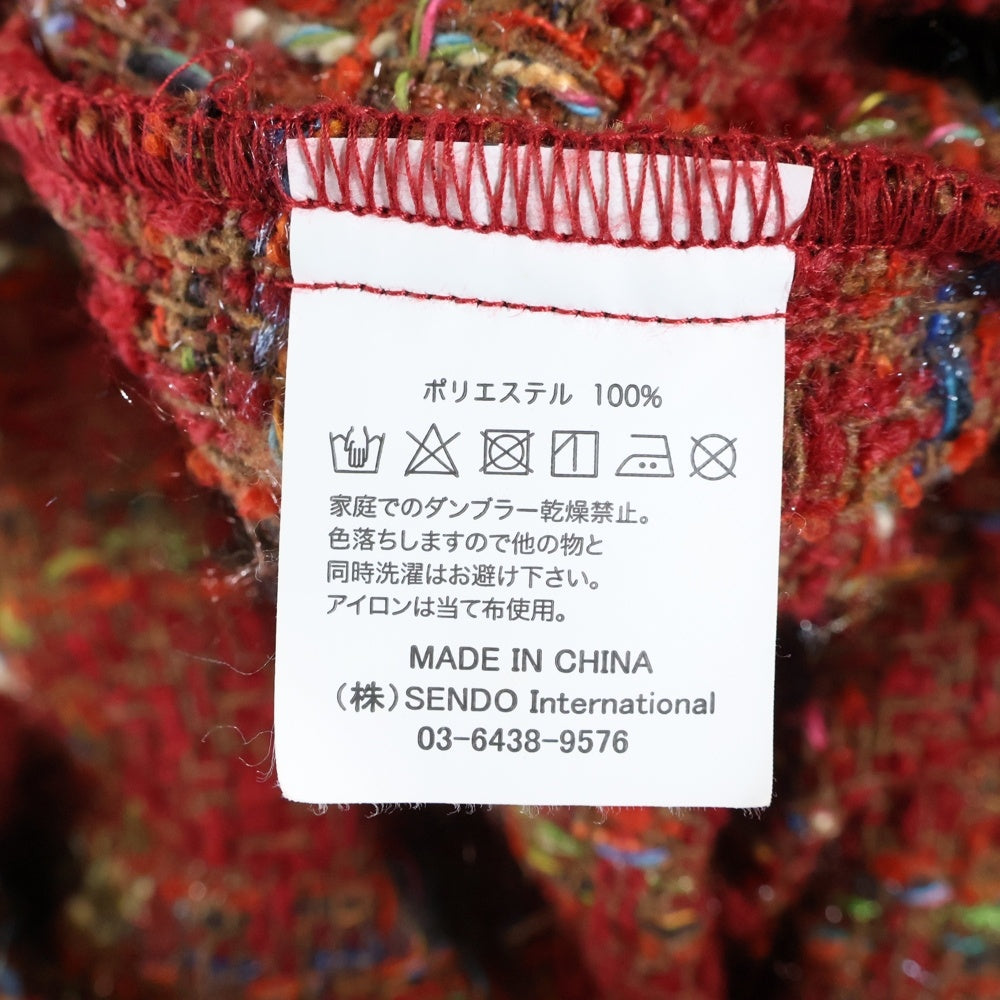 ポリエステル 100%
家庭でのダンブラー乾燥禁止。
色落ちしますので他の物と
同時洗濯はお避け下さい。
アイロンは当て布使用。
MADE IN CHINA
(株)SENDO International
03-6438-9576